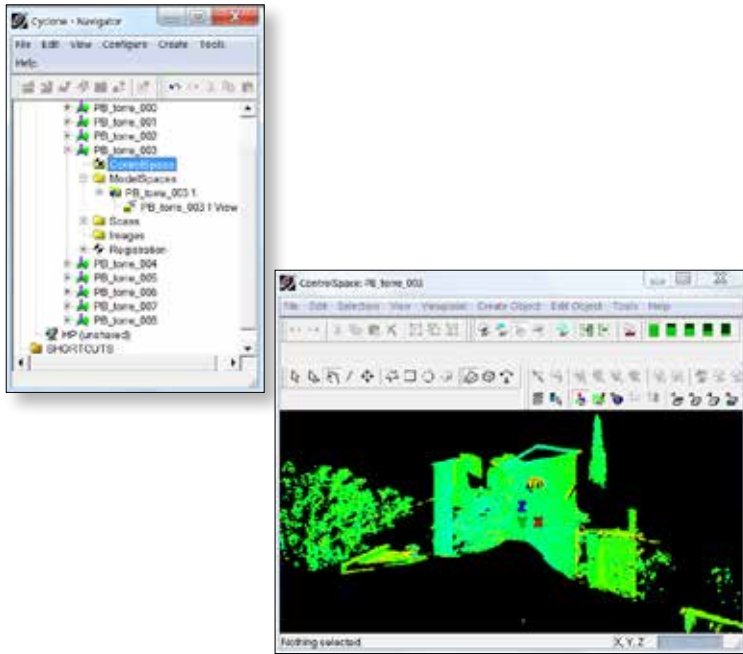 Cyclone - Navigator
File Edit View Configure Create Tools
Help
PB_torre_000
PB_torre_001
PB_torre_002
PB_torre_003
ControlSpace
ModelSpaces
PB_torre_003 1
PB_torre_003 1 View
Scans
Images
Registration
PB_torre_004
PB_torre_005
PB_torre_006
PB_torre_007
PB_torre_008
HP (unshared)
SHORTCUTS
ControlSpace: PB_torre_003
File Edit Selection View Viewpoint Create Object Edit Object Tools Help
Z
Y X
Nothing selected X, Y, Z